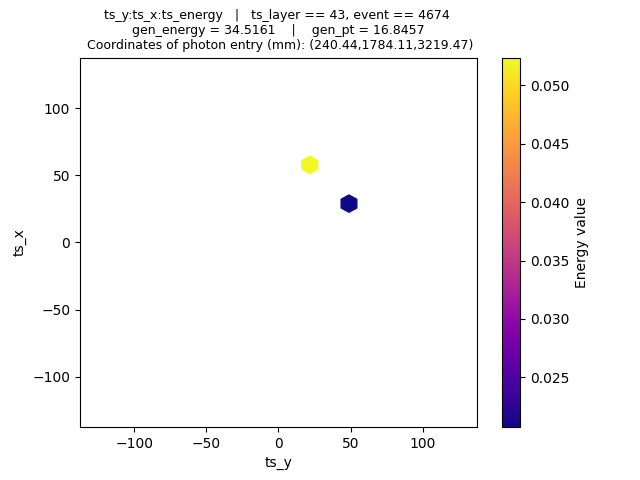 ts_y:ts_x:ts_energy | ts_layer == 43, event == 4674
gen_energy = 34.5161 | gen_pt = 16.8457
Coordinates of photon entry (mm): (240.44,1784.11,3219.47)
100
50
0
−50
−100
ts_x
−100
−50
0
50
100
ts_y
0.050
0.045
0.040
0.035
0.030
0.025
Energy value